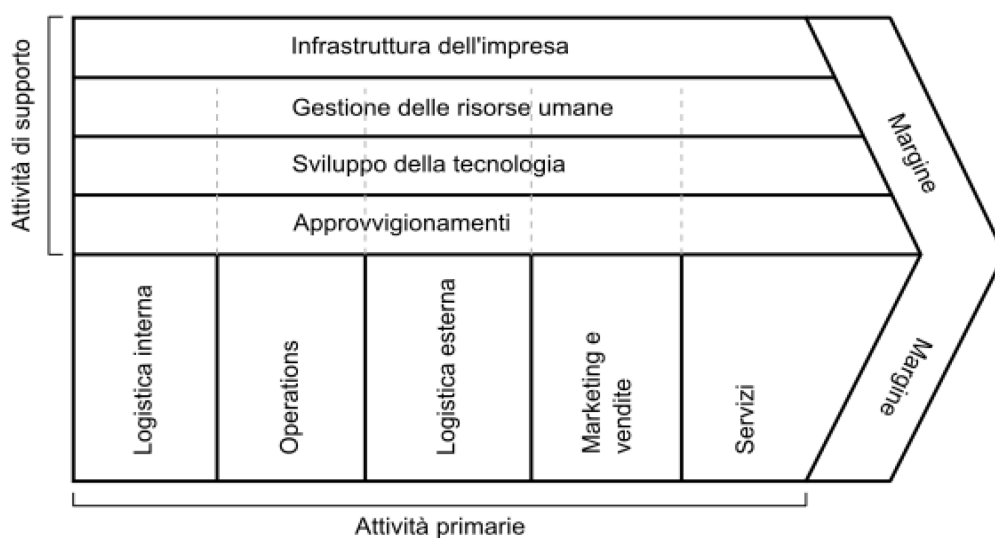 Attività di supporto
Infrastruttura dell'impresa
Gestione delle risorse umane
Sviluppo della tecnologia
Approvvigionamenti
Margine
Margine
Logistica interna
Operations
Logistica esterna
Marketing e
vendite
Servizi
Attività primarie